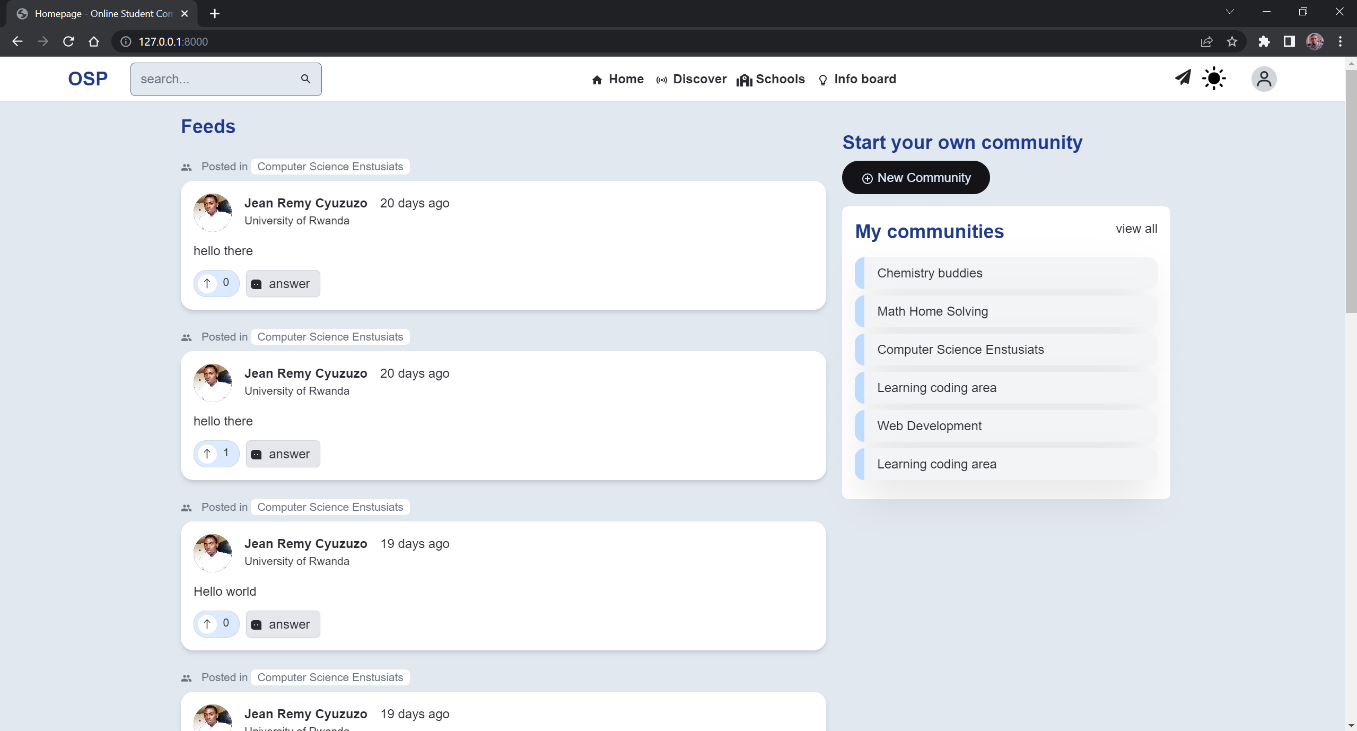 Homepage - Online Student Com
127.0.0.1:8000
OSP
search...
Home
Discover
Schools
Info board
Feeds
Posted in Computer Science Enstusiats
Jean Remy Cyuzuzo 20 days ago
University of Rwanda
hello there
0 answer
Posted in Computer Science Enstusiats
Jean Remy Cyuzuzo 20 days ago
University of Rwanda
hello there
1 answer
Posted in Computer Science Enstusiats
Jean Remy Cyuzuzo 19 days ago
University of Rwanda
Hello world
0 answer
Posted in Computer Science Enstusiats
Jean Remy Cyuzuzo 19 days ago
University of Rwanda
Start your own community
New Community
My communities view all
Chemistry buddies
Math Home Solving
Computer Science Enstusiats
Learning coding area
Web Development
Learning coding area